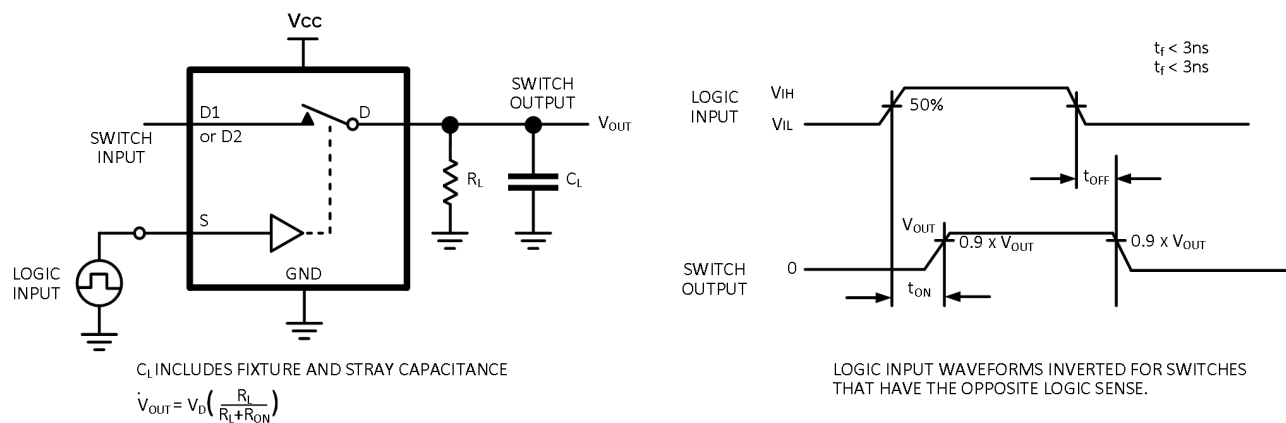 Vcc
D1
or D2
D
SWITCH
INPUT
SWITCH
OUTPUT
VOUT
RL
CL
S
GND
LOGIC
INPUT
CL INCLUDES FIXTURE AND STRAY CAPACITANCE
VOUT = VD( RL / RL+RON )
tf < 3ns
tf < 3ns
LOGIC
INPUT
VIH
VIL
50%
tOFF
VOUT
0.9 x VOUT
0.9 x VOUT
SWITCH
OUTPUT
0
tON
LOGIC INPUT WAVEFORMS INVERTED FOR SWITCHES
THAT HAVE THE OPPOSITE LOGIC SENSE.